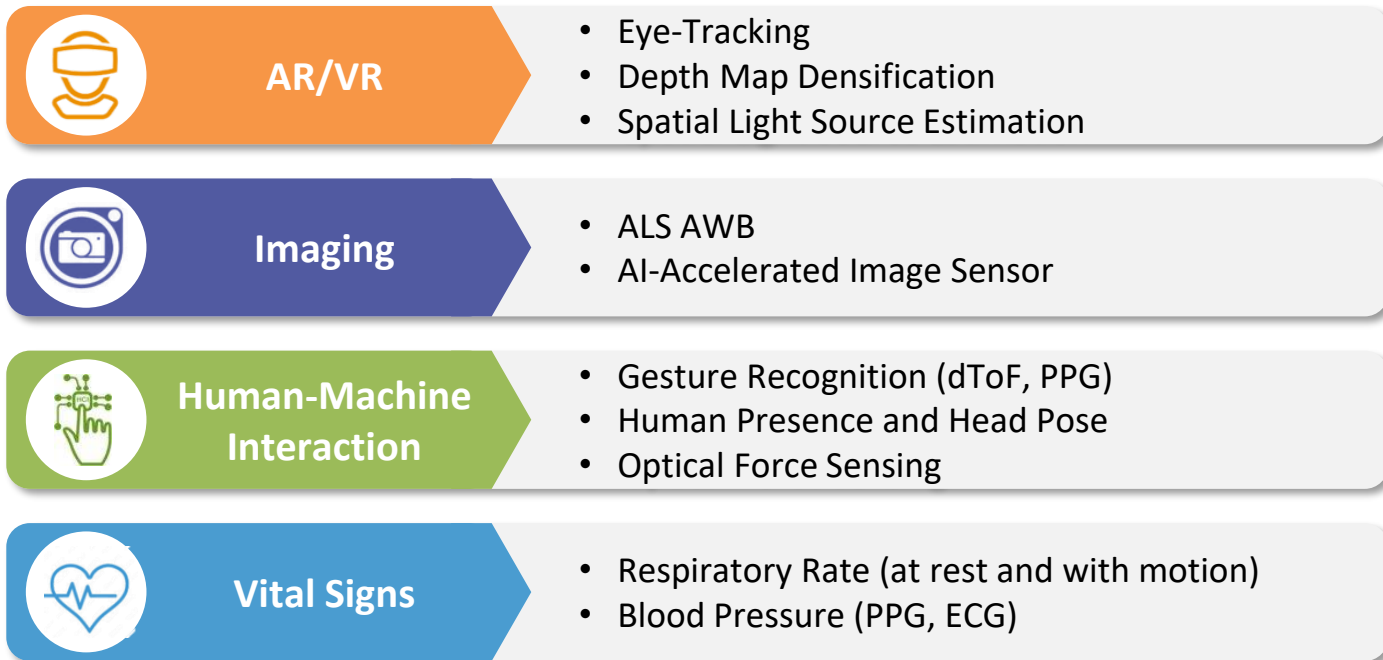 AR/VR
• Eye-Tracking
• Depth Map Densification
• Spatial Light Source Estimation
Imaging
• ALS AWB
• AI-Accelerated Image Sensor
HCI
Human-Machine
Interaction
• Gesture Recognition (dToF, PPG)
• Human Presence and Head Pose
• Optical Force Sensing
Vital Signs
• Respiratory Rate (at rest and with motion)
• Blood Pressure (PPG, ECG)